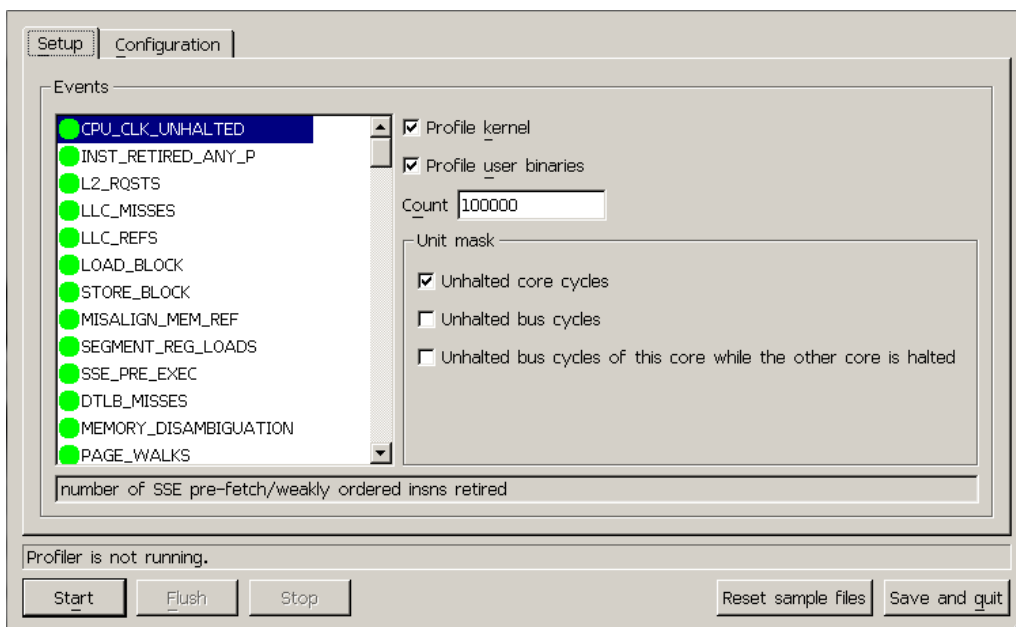 Setup
Configuration
Events
CPU_CLK_UNHALTED
INST_RETIRED_ANY_P
L2_RQSTS
LLC_MISSES
LLC_REFS
LOAD_BLOCK
STORE_BLOCK
MISALIGN_MEM_REF
SEGMENT_REG_LOADS
SSE_PRE_EXEC
DTLB_MISSES
MEMORY_DISAMBIGUATION
PAGE_WALKS
Profile kernel
Profile user binaries
Count 100000
Unit mask
Unhalted core cycles
Unhalted bus cycles
Unhalted bus cycles of this core while the other core is halted
number of SSE pre-fetch/weakly ordered insns retired
Profiler is not running.
Start
Flush
Stop
Reset sample files
Save and quit